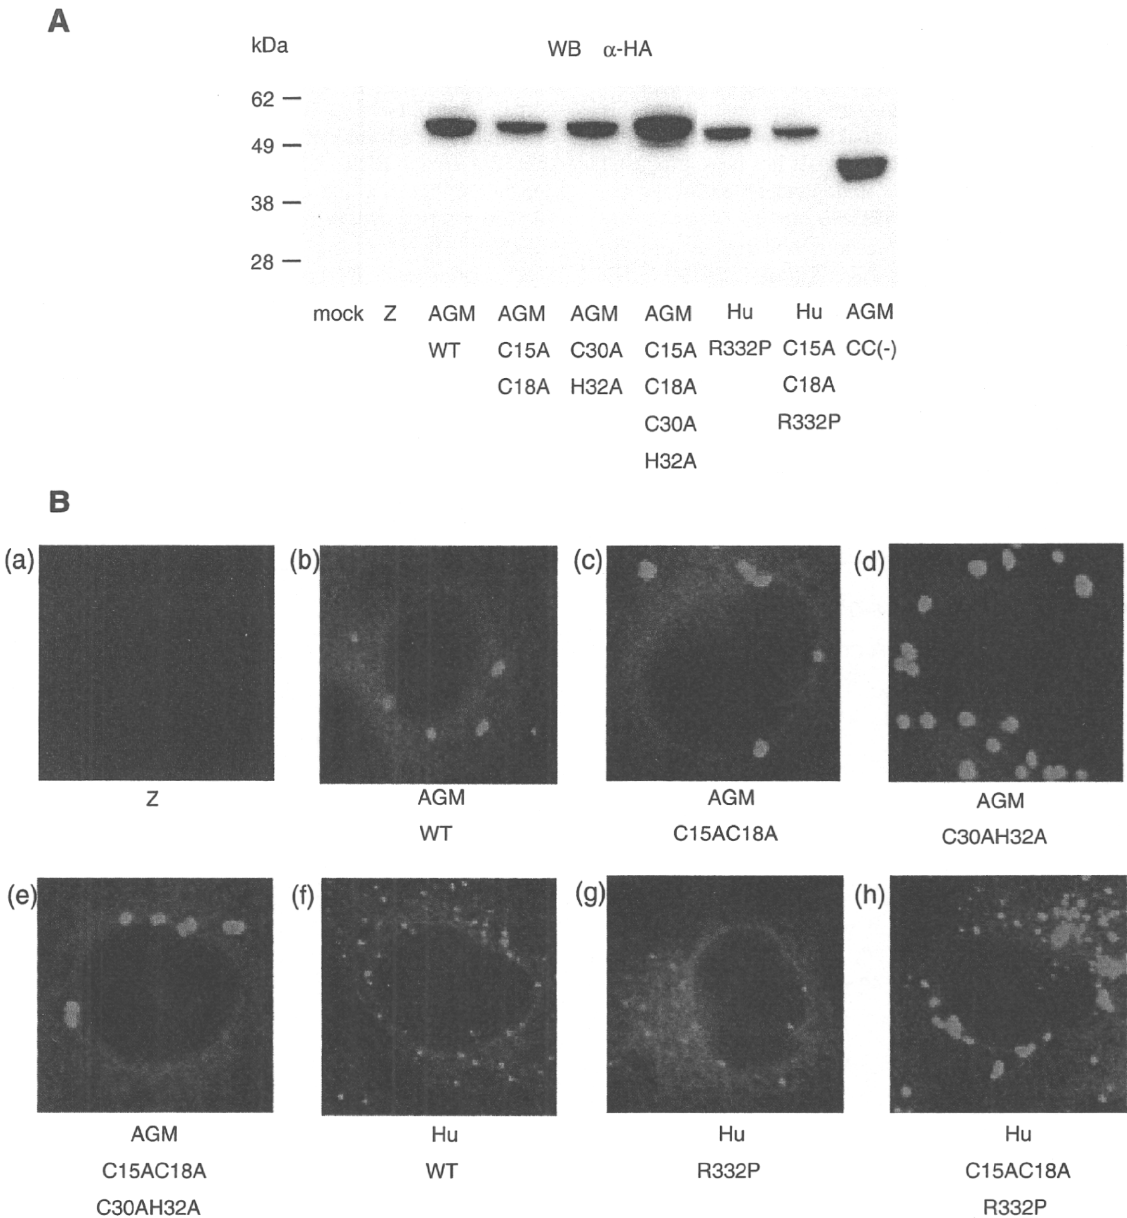 A
kDa
WB α-HA
62
49
38
28
mock Z AGM AGM AGM AGM Hu Hu AGM
WT C15A C30A C15A R332P C15A CC(-)
C18A H32A C18A C18A
C30A R332P
H32A
B
(a) (b) (c) (d)
Z AGM AGM AGM
WT C15AC18A C30AH32A
(e) (f) (g) (h)
AGM Hu Hu Hu
C15AC18A WT R332P C15AC18A
C30AH32A R332P